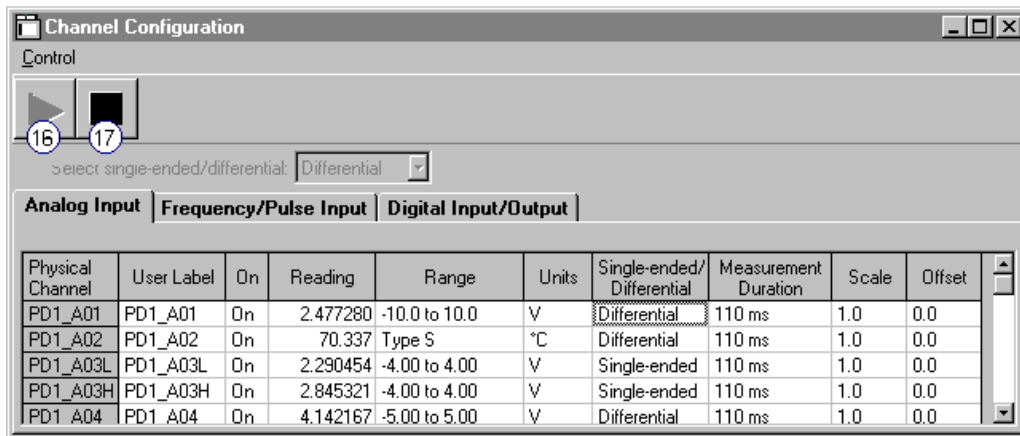 Channel Configuration
Control
16 17
Select single-ended/differential: Differential
Analog Input Frequency/Pulse Input Digital Input/Output
Physical Channel User Label On Reading Range Units Single-ended/ Differential Measurement Duration Scale Offset
PD1_A01 PD1_A01 On 2.477280 -10.0 to 10.0 V Differential 110 ms 1.0 0.0
PD1_A02 PD1_A02 On 70.337 Type S °C Differential 110 ms 1.0 0.0
PD1_A03L PD1_A03L On 2.290454 -4.00 to 4.00 V Single-ended 110 ms 1.0 0.0
PD1_A03H PD1_A03H On 2.845321 -4.00 to 4.00 V Single-ended 110 ms 1.0 0.0
PD1_A04 PD1_A04 On 4.142167 -5.00 to 5.00 V Differential 110 ms 1.0 0.0